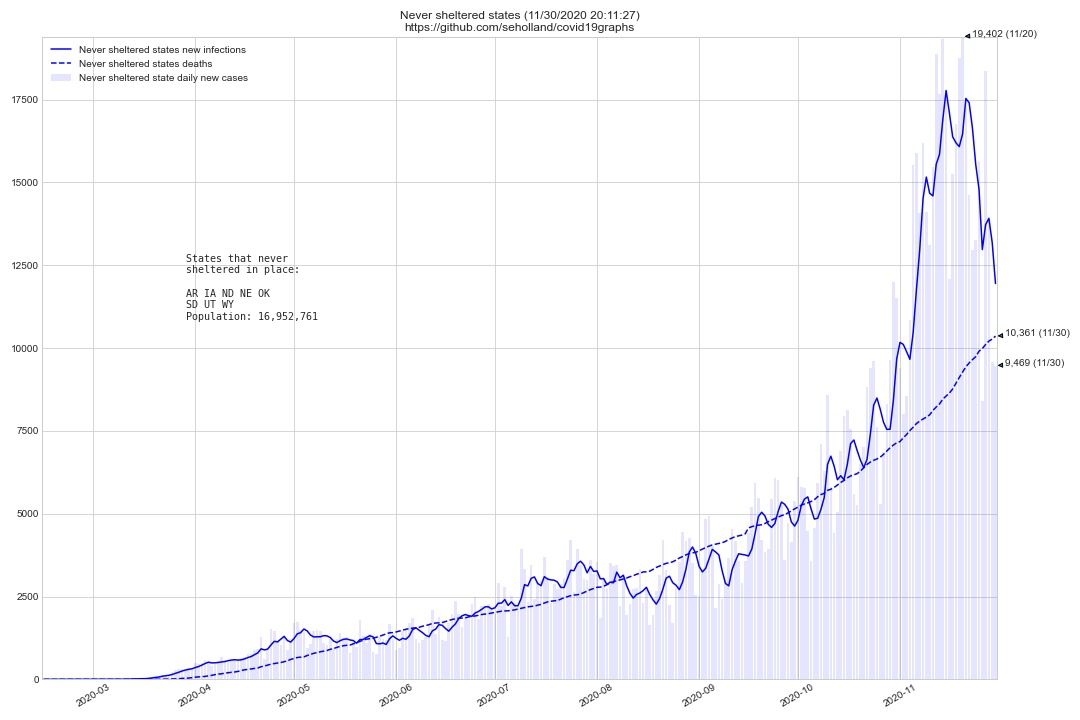 Never sheltered states (11/30/2020 20:11:27)
https://github.com/seholland/covid19graphs
19,402 (11/20)
Never sheltered states new infections
Never sheltered states deaths
Never sheltered state daily new cases
17500
15000
12500
10000
7500
5000
2500
0
States that never
sheltered in place:
AR IA ND NE OK
SD UT WY
Population: 16,952,761
10,361 (11/30)
9,469 (11/30)
2020-03
2020-04
2020-05
2020-06
2020-07
2020-08
2020-09
2020-10
2020-11